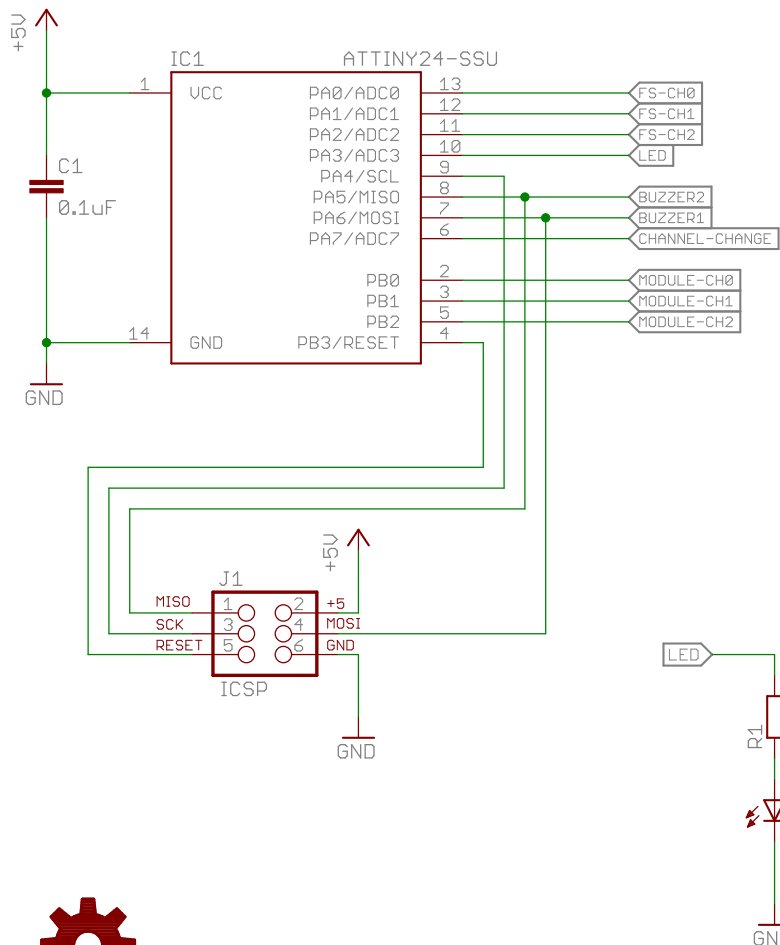 +5V
IC1
ATTINY24-SSU
1
VCC
PA0/ADC0
13
FS-CH0
PA1/ADC1
12
FS-CH1
PA2/ADC2
11
FS-CH2
PA3/ADC3
10
LED
PA4/SCL
9
PA5/MISO
8
BUZZER2
PA6/MOSI
7
BUZZER1
PA7/ADC7
6
CHANNEL-CHANGE
C1
0.1uF
PB0
2
MODULE-CH0
PB1
3
MODULE-CH1
PB2
5
MODULE-CH2
14
GND
PB3/RESET
4
GND
+5V
J1
MISO
1
2
+5
SCK
3
4
MOSI
RESET
5
6
GND
ICSP
GND
LED
R1
GN